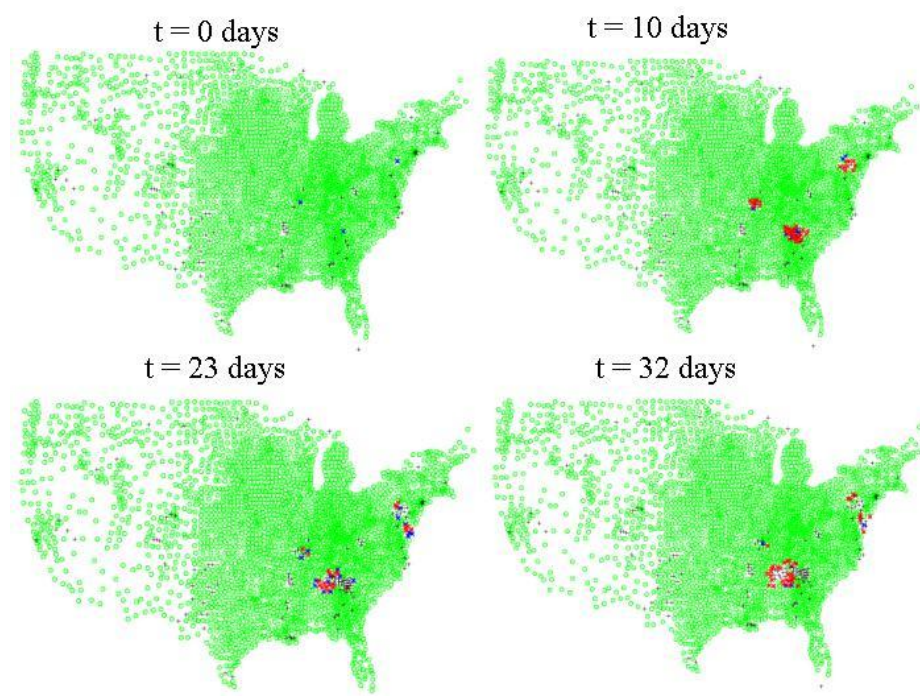 t = 0 days
t = 10 days
t = 23 days
t = 32 days